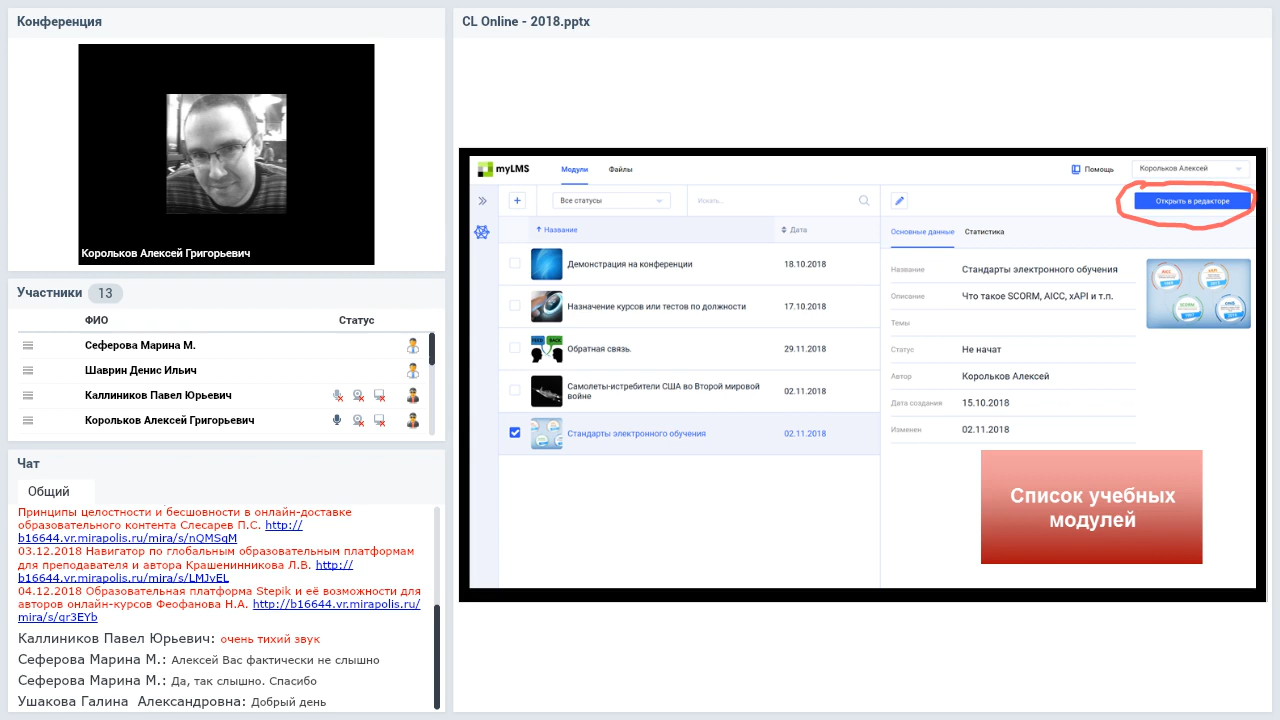 Конференция
Корольков Алексей Григорьевич
Участники 13
ФИО Статус
Сеферова Марина М.
Шаврин Денис Ильич
Каллиников Павел Юрьевич
Корольков Алексей Григорьевич
Чат
Общий
Принципы целостности и бесшовности в онлайн-доставке
образовательного контента Слесарев П.С. http://
b16644.vr.mirapolis.ru/mira/s/nQMSqM
03.12.2018 Навигатор по глобальным образовательным платформам
для преподавателя и автора Крашенинникова Л.В. http://
b16644.vr.mirapolis.ru/mira/s/LMJvEL
04.12.2018 Образовательная платформа Stepik и её возможности для
авторов онлайн-курсов Феофанова Н.А. http://b16644.vr.mirapolis.ru/
mira/s/qr3EYb
Каллиников Павел Юрьевич: очень тихий звук
Сеферова Марина М.: Алексей Вас фактически не слышно
Сеферова Марина М.: Да, так слышно. Спасибо
Ушакова Галина Александровна: Добрый день
CL Online - 2018.pptx
myLMS Модули Файлы Помощь Корольков Алексей
+ Все статусы Искать... Открыть в редакторе
Название Дата
Демонстрация на конференции 18.10.2018
Назначение курсов или тестов по должности 17.10.2018
FEED BACK
Обратная связь. 29.11.2018
Самолеты-истребители США во Второй мировой
войне 02.11.2018
Стандарты электронного обучения 02.11.2018
Основные данные Статистика
Название Стандарты электронного обучения
Описание Что такое SCORM, AICC, xAPI и т.п.
Темы
Статус Не начат
Автор Корольков Алексей
Дата создания 15.10.2018
Изменен 02.11.2018
AICC xAPI
SCORM cmi5
Список учебных
модулей